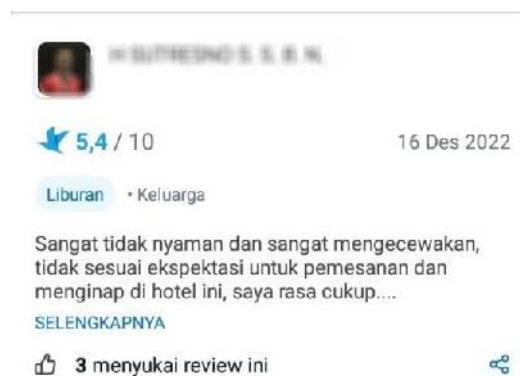 5,4 / 10
16 Des 2022
Liburan • Keluarga
Sangat tidak nyaman dan sangat mengecewakan,
tidak sesuai ekspektasi untuk pemesanan dan
menginap di hotel ini, saya rasa cukup....
SELENGKAPNYA
3 menyukai review ini